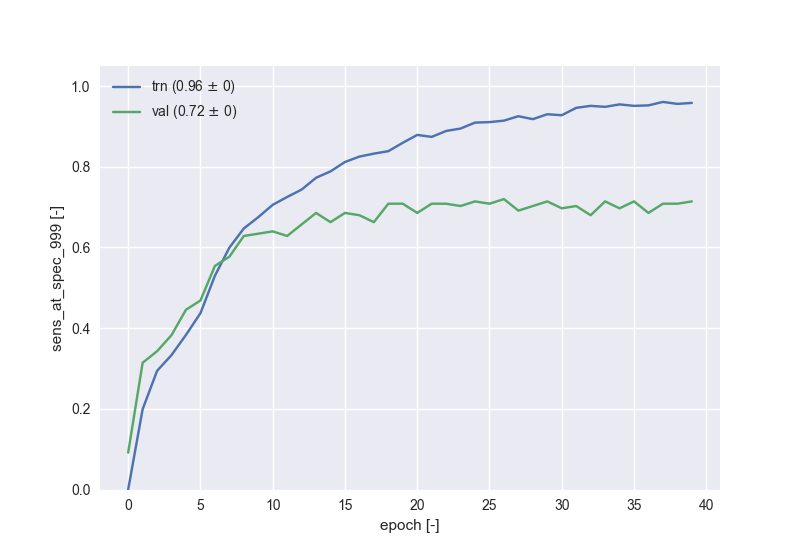 1.0
0.8
0.6
0.4
0.2
0.0
sens_at_spec_999 [-]
trn (0.96 ± 0)
val (0.72 ± 0)
0 5 10 15 20 25 30 35 40
epoch [-]